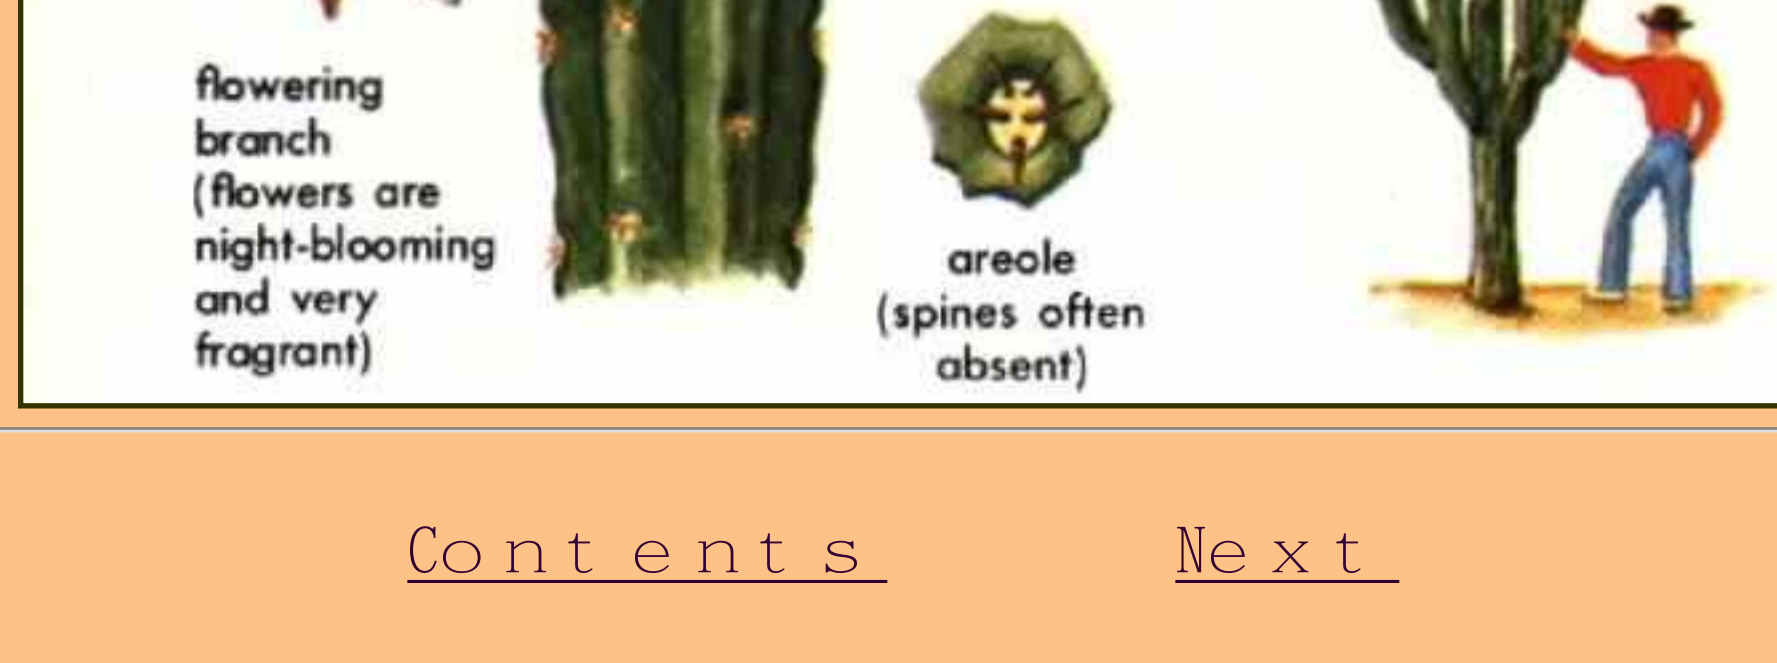 flowering
branch
(flowers are
night-blooming
and very
fragrant)
areole
(spines often
absent)
Contents Next